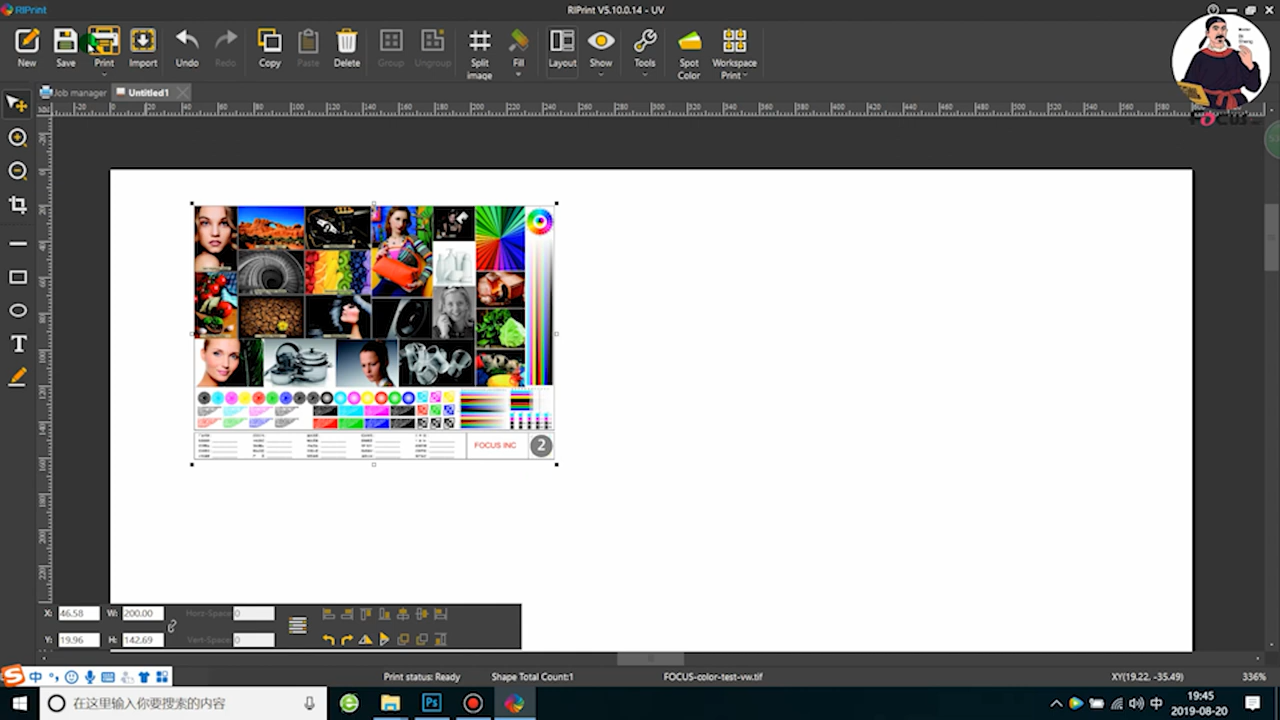 RIPrint
RIPrint V5.10.0.14 - UV
New
Save
Print
Import
Undo
Redo
Copy
Paste
Delete
Group
Ungroup
Split image
Fill
Layout
Show
Tools
Spot Color
Workspace Print
Job manager
Untitled1
FOCUS INC
2
X: 46.58 W: 200.00 Horz-Space 0
Y: 19.96 H: 142.69 Vert-Space 0
中
Print status: Ready
Shape Total Count:1
FOCUS-color-test-vw.tif
XY(19.22, -35.49)
336%
在这里输入你要搜索的内容
Ps
中
19:45
2019-08-20